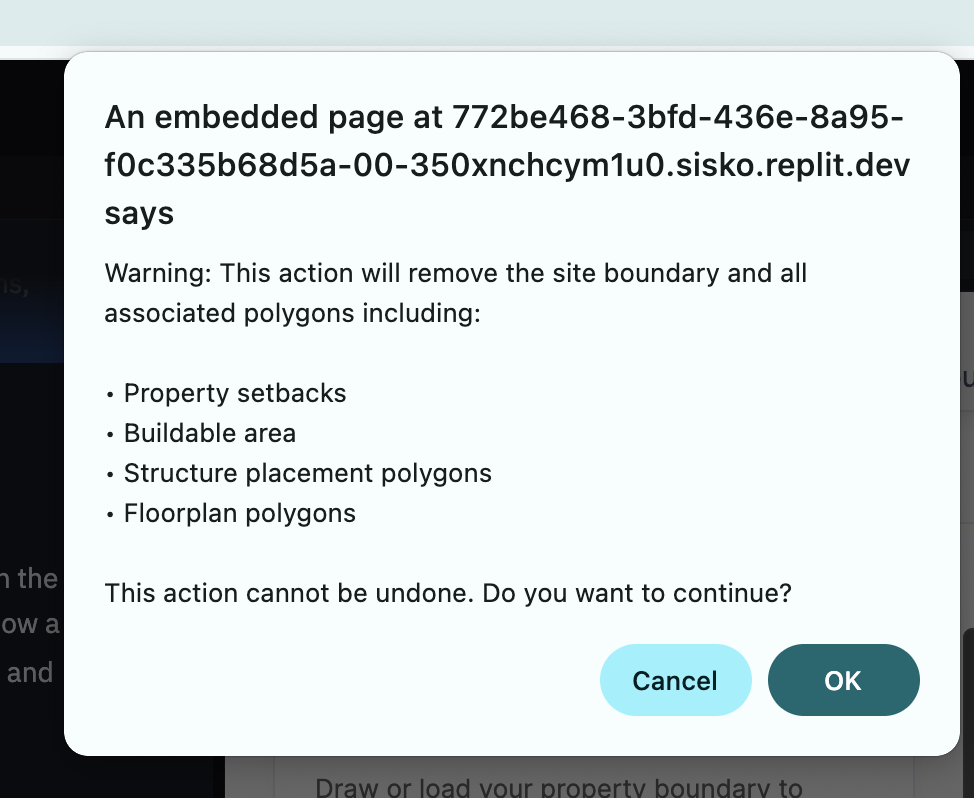 An embedded page at 772be468-3bfd-436e-8a95-
f0c335b68d5a-00-350xnchcym1u0.sisko.replit.dev
says
Warning: This action will remove the site boundary and all
associated polygons including:
• Property setbacks
• Buildable area
• Structure placement polygons
• Floorplan polygons
the
This action cannot be undone. Do you want to continue?
a
and
Cancel
OK
Draw or load your property boundary to